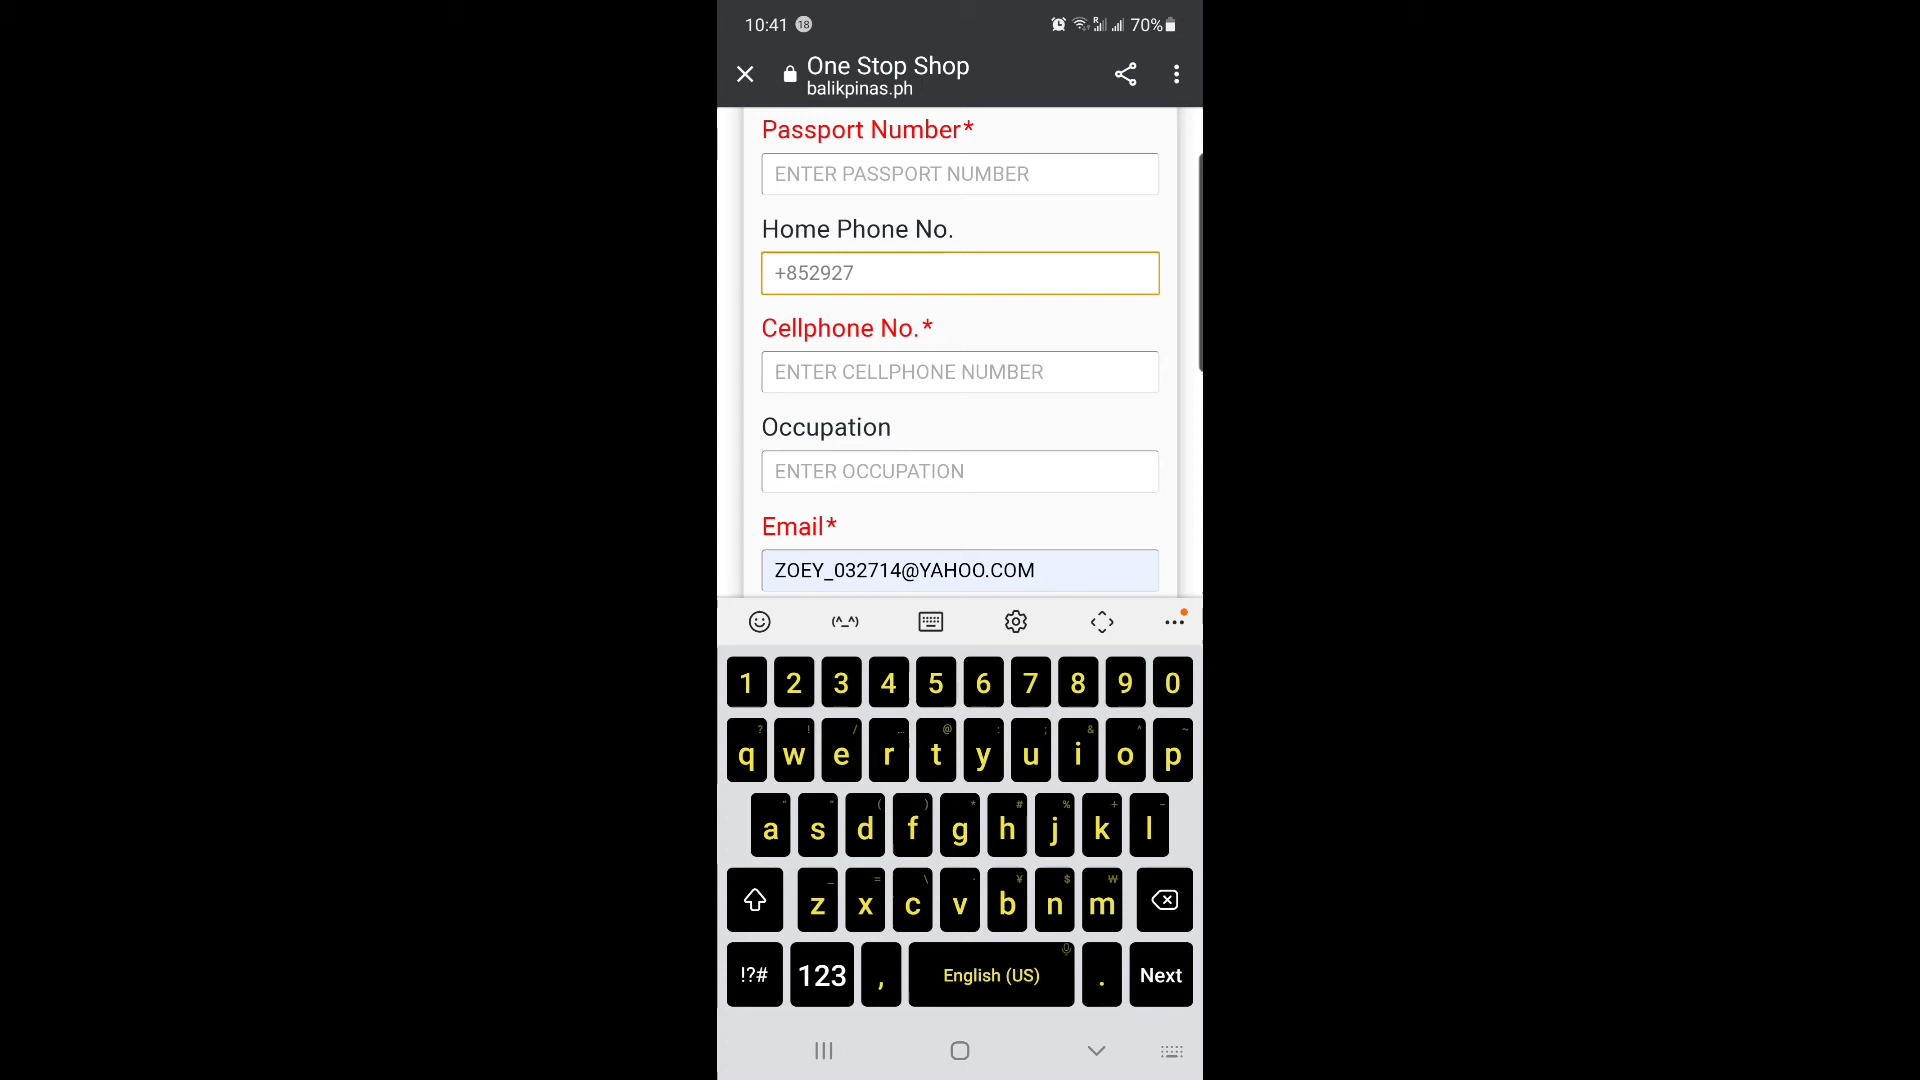 10:41 18 70%
One Stop Shop
balikpinas.ph
Passport Number*
ENTER PASSPORT NUMBER
Home Phone No.
+852927
Cellphone No.*
ENTER CELLPHONE NUMBER
Occupation
ENTER OCCUPATION
Email*
ZOEY_032714@YAHOO.COM
(^_^)
1 2 3 4 5 6 7 8 9 0
q w e r t y u i o p
a s d f g h j k l
z x c v b n m
!?# 123 , English (US) . Next